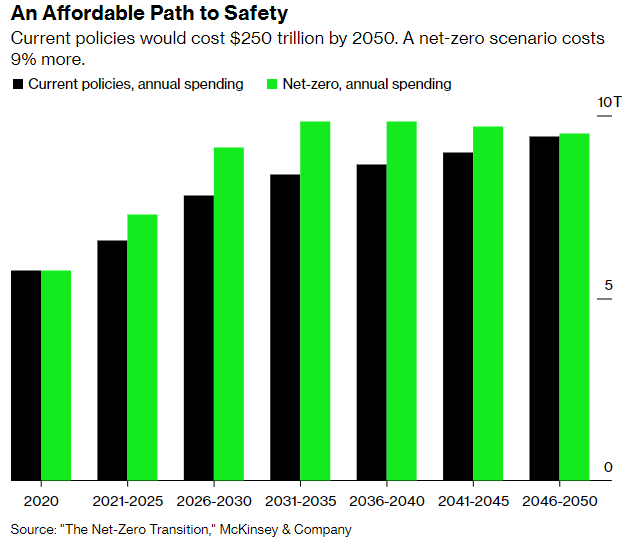 An Affordable Path to Safety
Current policies would cost $250 trillion by 2050. A net-zero scenario costs
9% more.
Current policies, annual spending Net-zero, annual spending
10T
5
0
2020 2021-2025 2026-2030 2031-2035 2036-2040 2041-2045 2046-2050
Source: "The Net-Zero Transition," McKinsey & Company